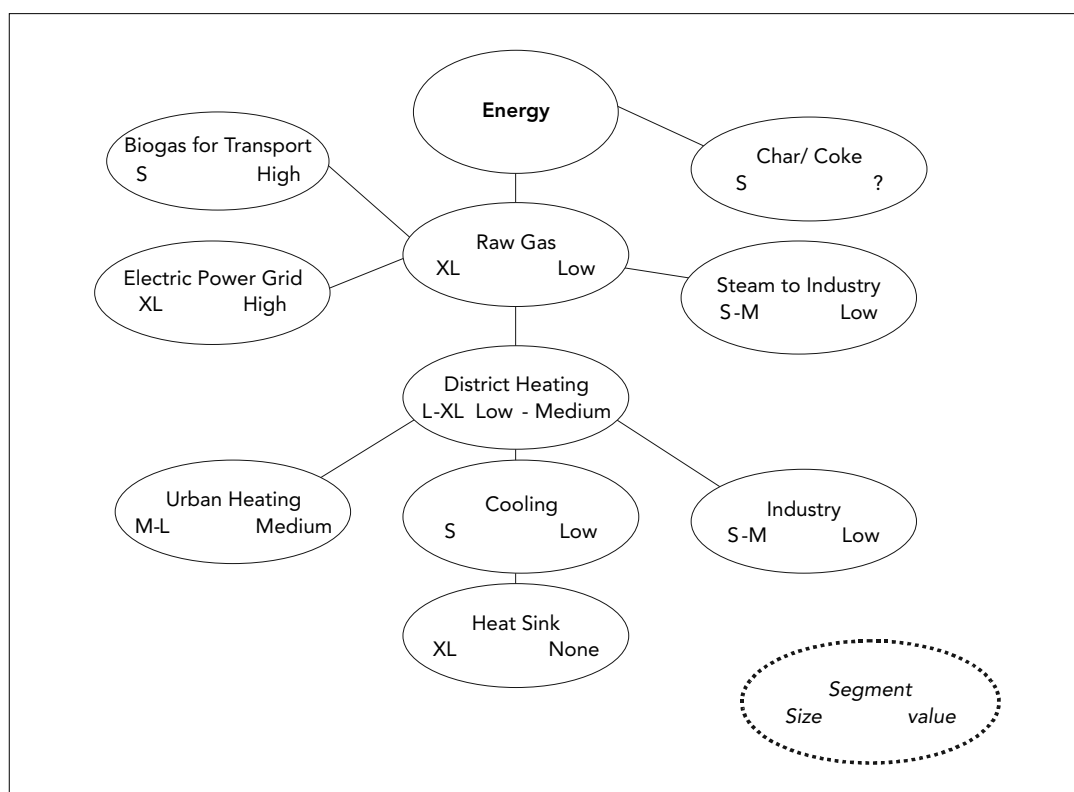 Energy
Biogas for Transport
S High
Char/ Coke
S ?
Raw Gas
XL Low
Electric Power Grid
XL High
Steam to Industry
S-M Low
District Heating
L-XL Low - Medium
Urban Heating
M-L Medium
Cooling
S Low
Industry
S-M Low
Heat Sink
XL None
Segment
Size value